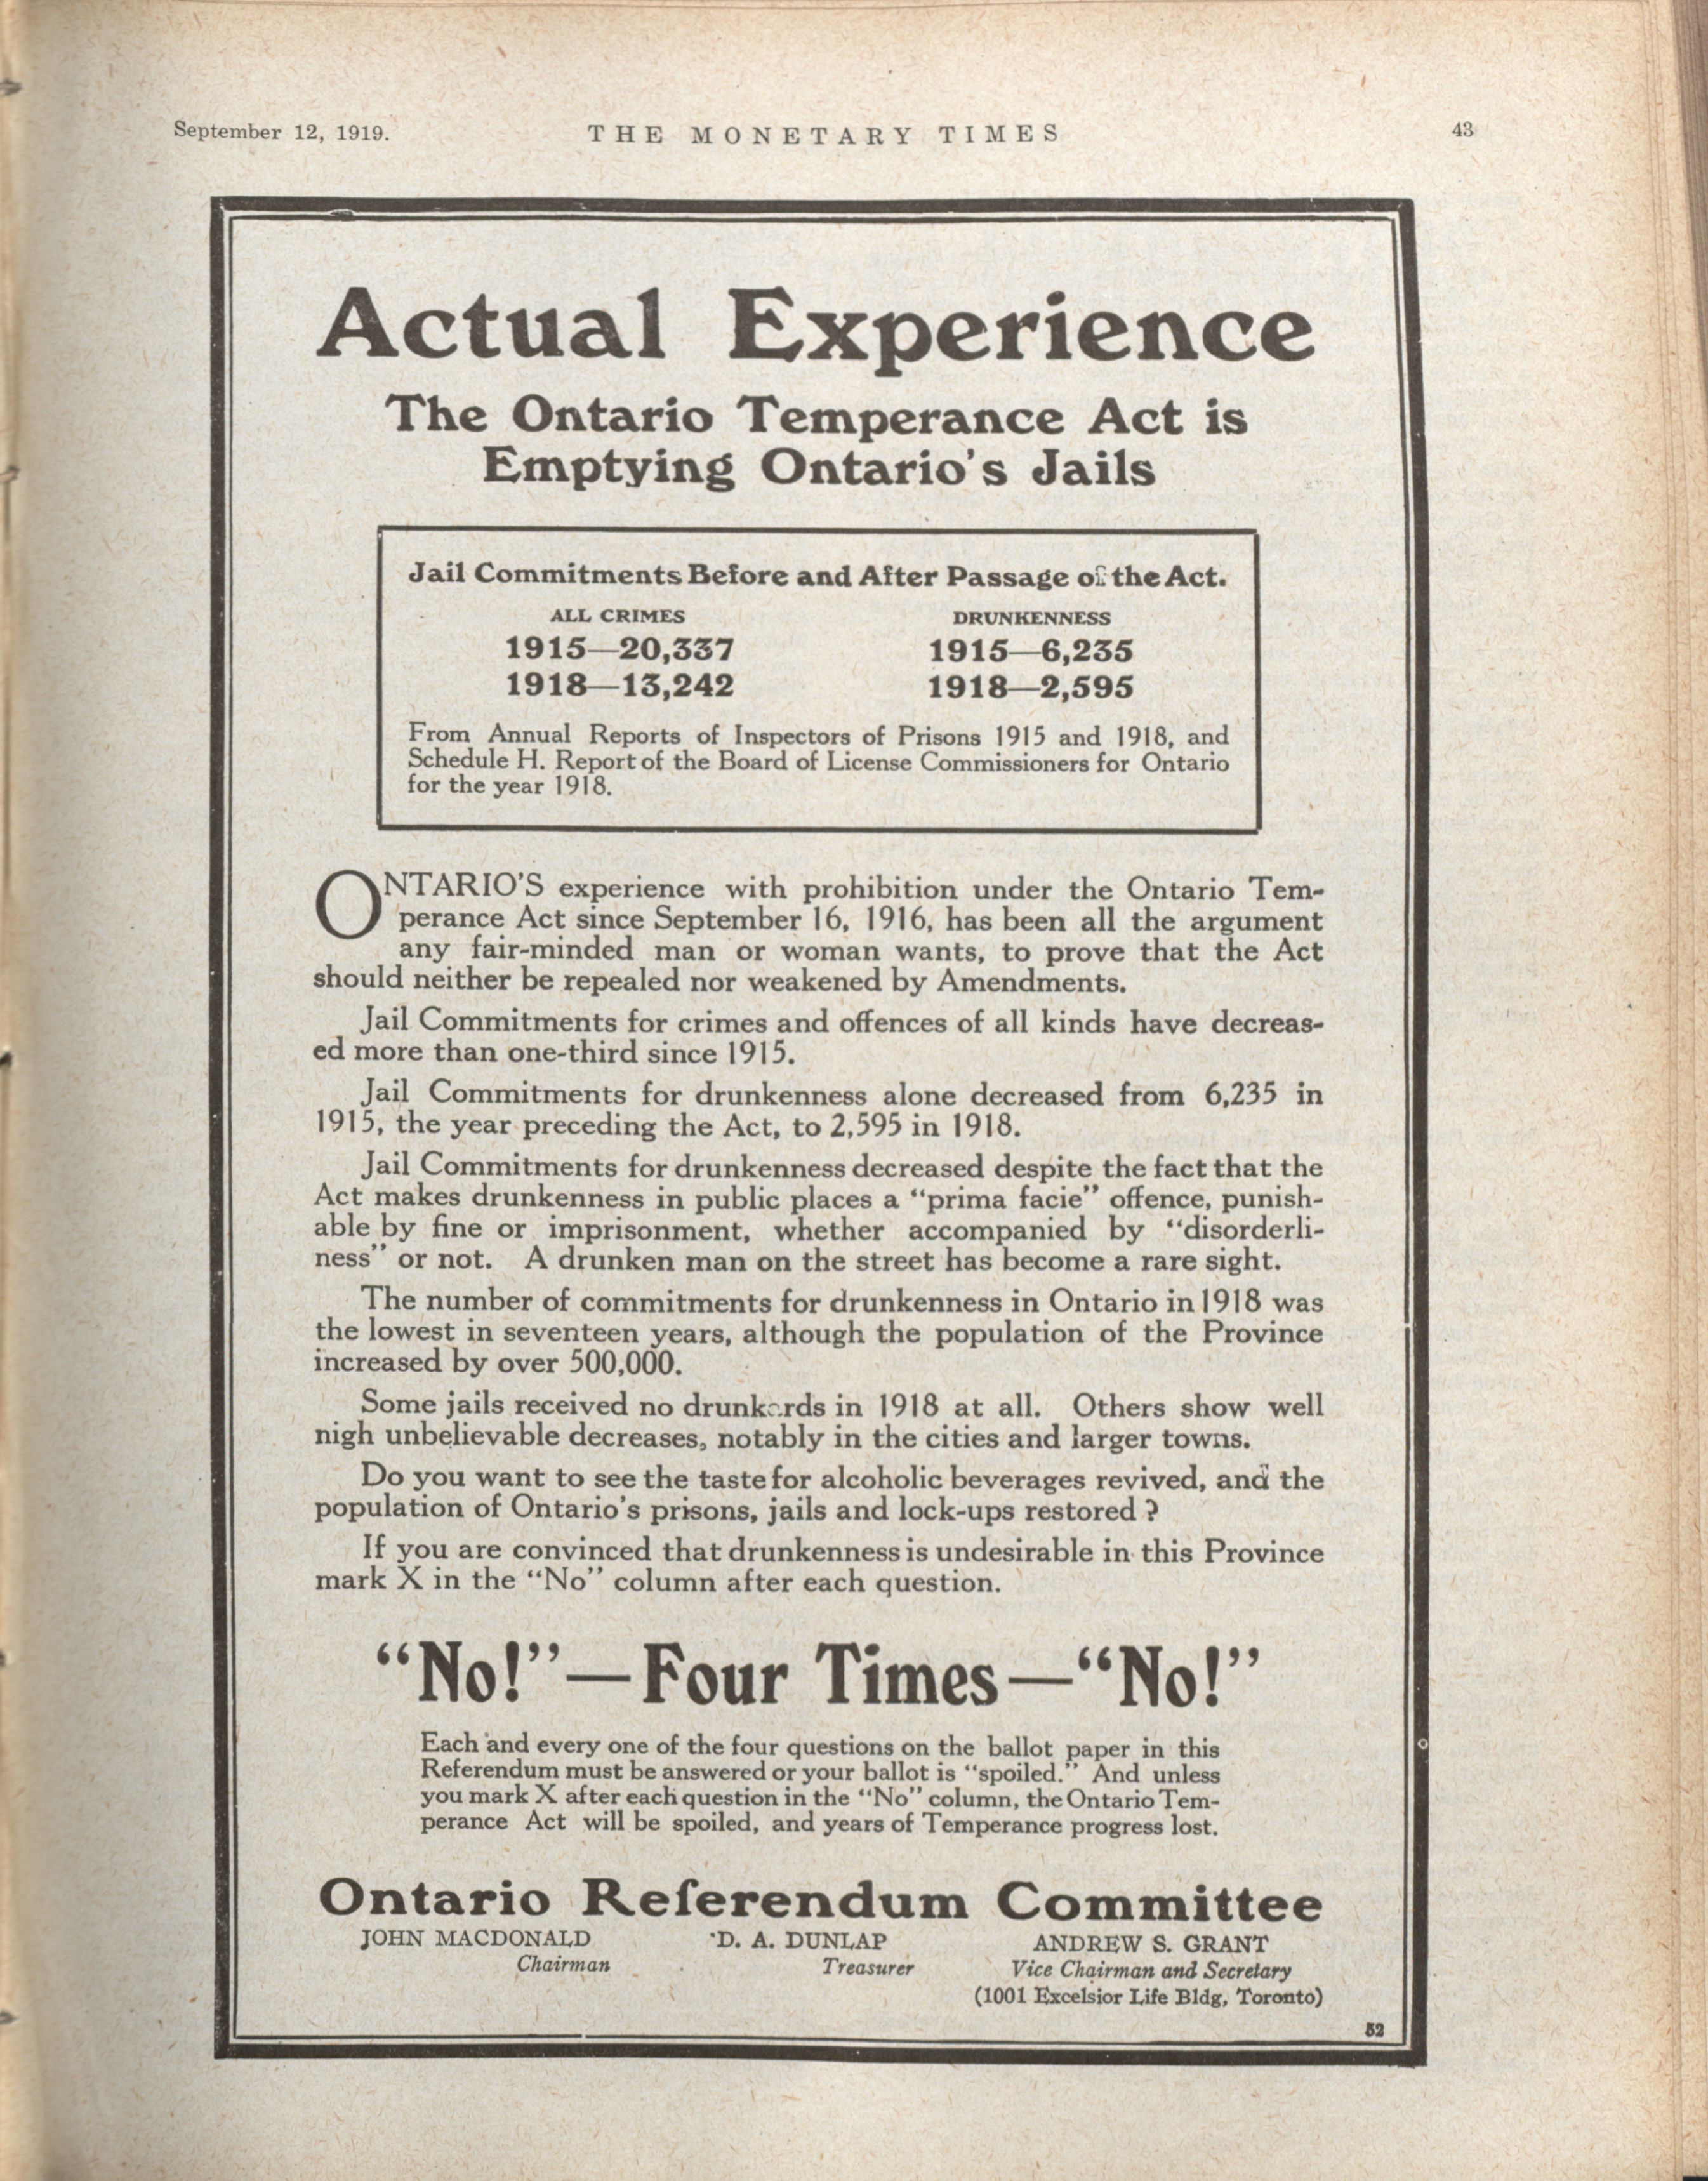 September 12, 1919.
THE MONETARY TIMES
43
Actual Experience
The Ontario Temperance Act is
Emptying Ontario's Jails
Jail Commitments Before and After Passage of the Act.
ALL CRIMES
1915—20,337
1918—13,242
DRUNKENNESS
1915—6,235
1918—2,595
From Annual Reports of Inspectors of Prisons 1915 and 1918, and
Schedule H. Report of the Board of License Commissioners for Ontario
for the year 1918.
ONTARIO'S experience with prohibition under the Ontario Tem-
perance Act since September 16, 1916, has been all the argument
any fair-minded man or woman wants, to prove that the Act
should neither be repealed nor weakened by Amendments.
Jail Commitments for crimes and offences of all kinds have decreas-
ed more than one-third since 1915.
Jail Commitments for drunkenness alone decreased from 6,235 in
1915, the year preceding the Act, to 2,595 in 1918.
Jail Commitments for drunkenness decreased despite the fact that the
Act makes drunkenness in public places a "prima facie" offence, punish-
able by fine or imprisonment, whether accompanied by "disorderli-
ness" or not. A drunken man on the street has become a rare sight.
The number of commitments for drunkenness in Ontario in 1918 was
the lowest in seventeen years, although the population of the Province
increased by over 500,000.
Some jails received no drunkards in 1918 at all. Others show well
nigh unbelievable decreases, notably in the cities and larger towns.
Do you want to see the taste for alcoholic beverages revived, and the
population of Ontario's prisons, jails and lock-ups restored ?
If you are convinced that drunkenness is undesirable in this Province
mark X in the "No" column after each question.
"No!"—Four Times—"No!"
Each and every one of the four questions on the ballot paper in this
Referendum must be answered or your ballot is "spoiled." And unless
you mark X after each question in the "No" column, the Ontario Tem-
perance Act will be spoiled, and years of Temperance progress lost.
Ontario Referendum Committee
JOHN MACDONALD
Chairman
D. A. DUNLAP
Treasurer
ANDREW S. GRANT
Vice Chairman and Secretary
(1001 Excelsior Life Bldg, Toronto)
52